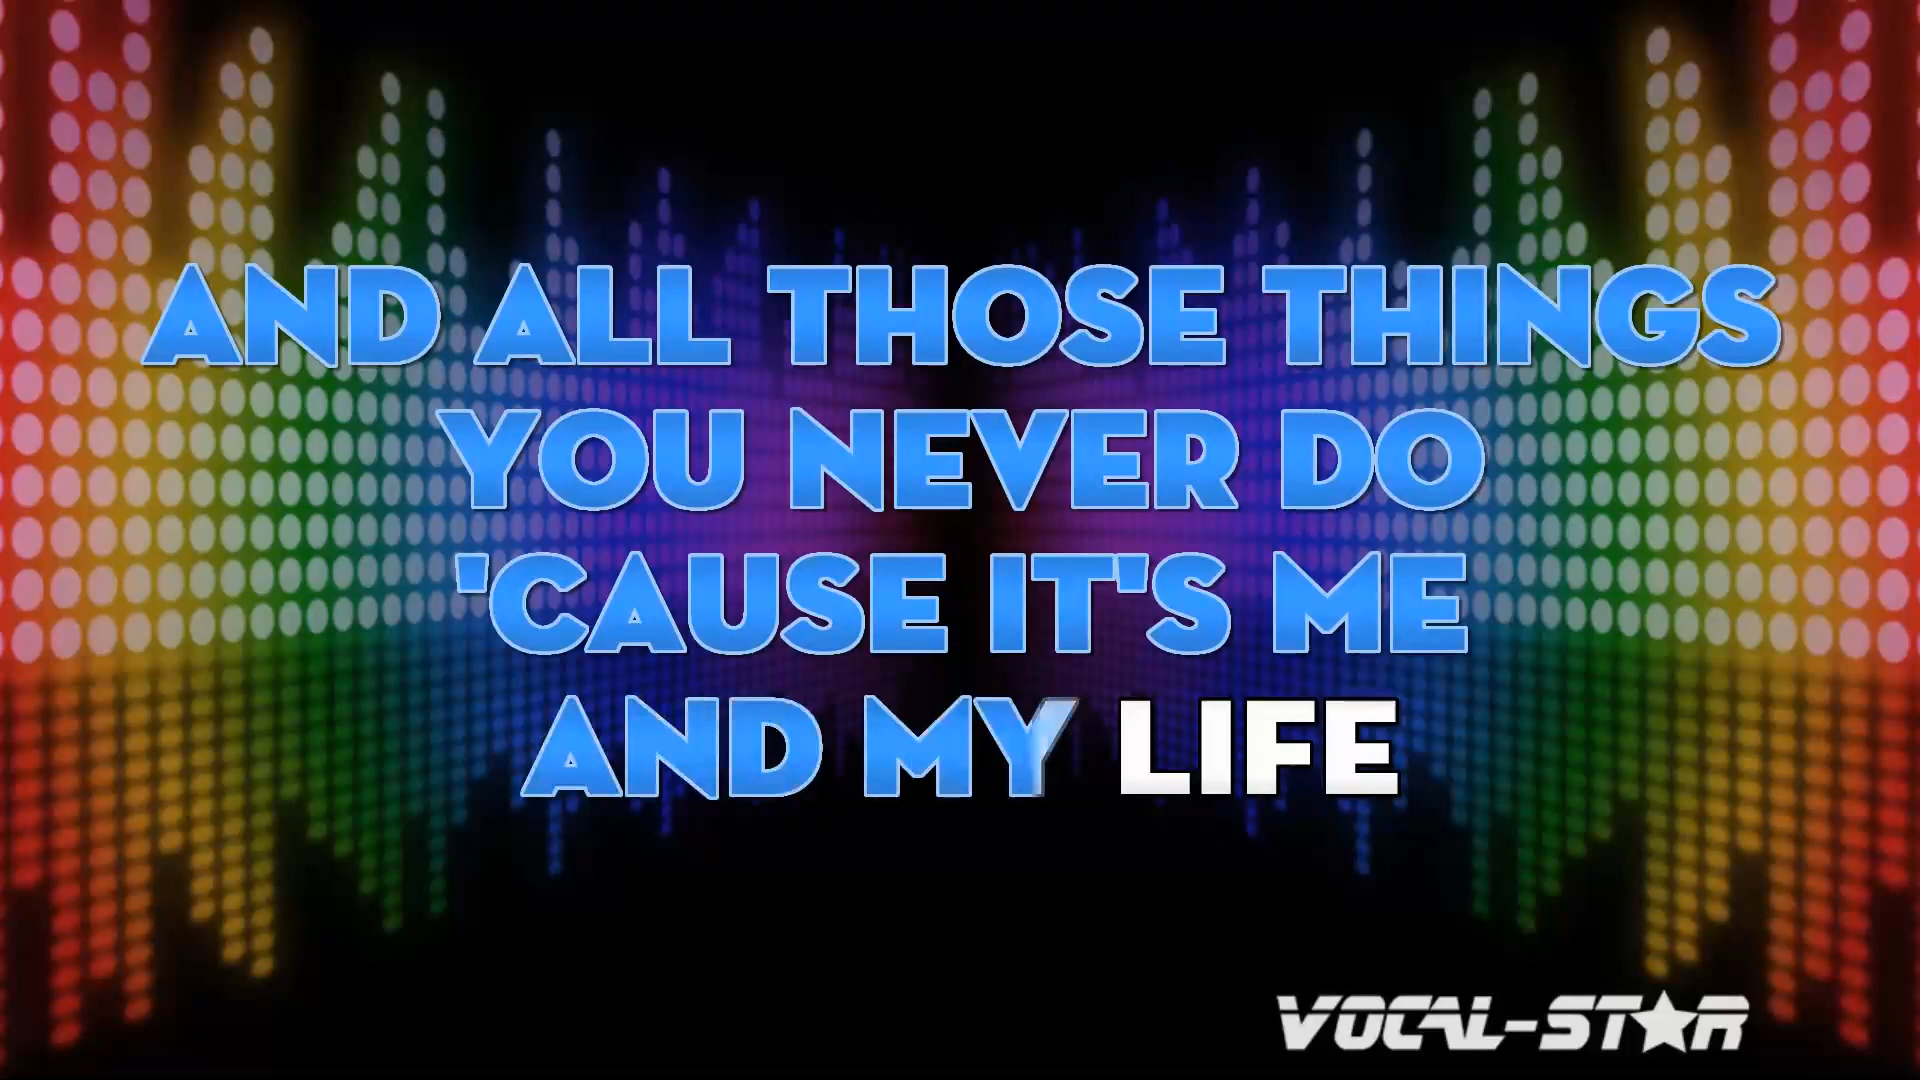 AND ALL THOSE THINGS
YOU NEVER DO
'CAUSE IT'S ME
AND MY LIFE
VOCAL-STAR